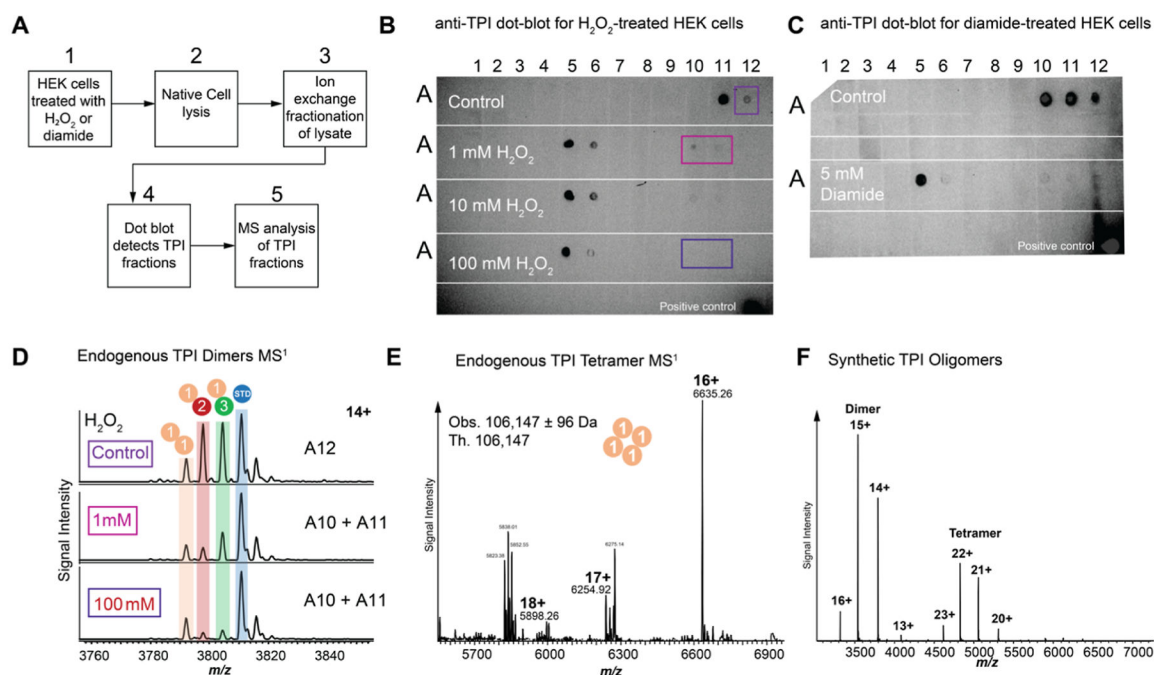 A
1
HEK cells
treated with
H₂O₂ or
diamide
2
Native Cell
lysis
3
Ion
exchange
fractionation
of lysate
4
Dot blot
detects TPI
fractions
5
MS analysis
of TPI
fractions
B anti-TPI dot-blot for H₂O₂-treated HEK cells
1 2 3 4 5 6 7 8 9 10 11 12
A Control
A 1 mM H₂O₂
A 10 mM H₂O₂
A 100 mM H₂O₂
Positive control
C anti-TPI dot-blot for diamide-treated HEK cells
1 2 3 4 5 6 7 8 9 10 11 12
A Control
A 5 mM
Diamide
Positive control
D Endogenous TPI Dimers MS¹
1 1 1 1 2 3 STD
H₂O₂
14+
Control
A12
1mM
A10 + A11
100 mM
A10 + A11
Signal Intensity
3760 3780 3800 3820 3840
m/z
E Endogenous TPI Tetramer MS¹
16+
6635.26
Obs. 106,147 ± 96 Da
Th. 106,147
1 1 1 1
5838.01
5823.38
5852.55
6275.14
17+
6254.92
18+
5898.26
Signal Intensity
5700 6000 6300 6600 6900
m/z
F Synthetic TPI Oligomers
Dimer
15+
14+
16+
13+
Tetramer
22+
21+
23+
20+
Signal Intensity
3500 4000 4500 5000 5500 6000 6500 7000
m/z